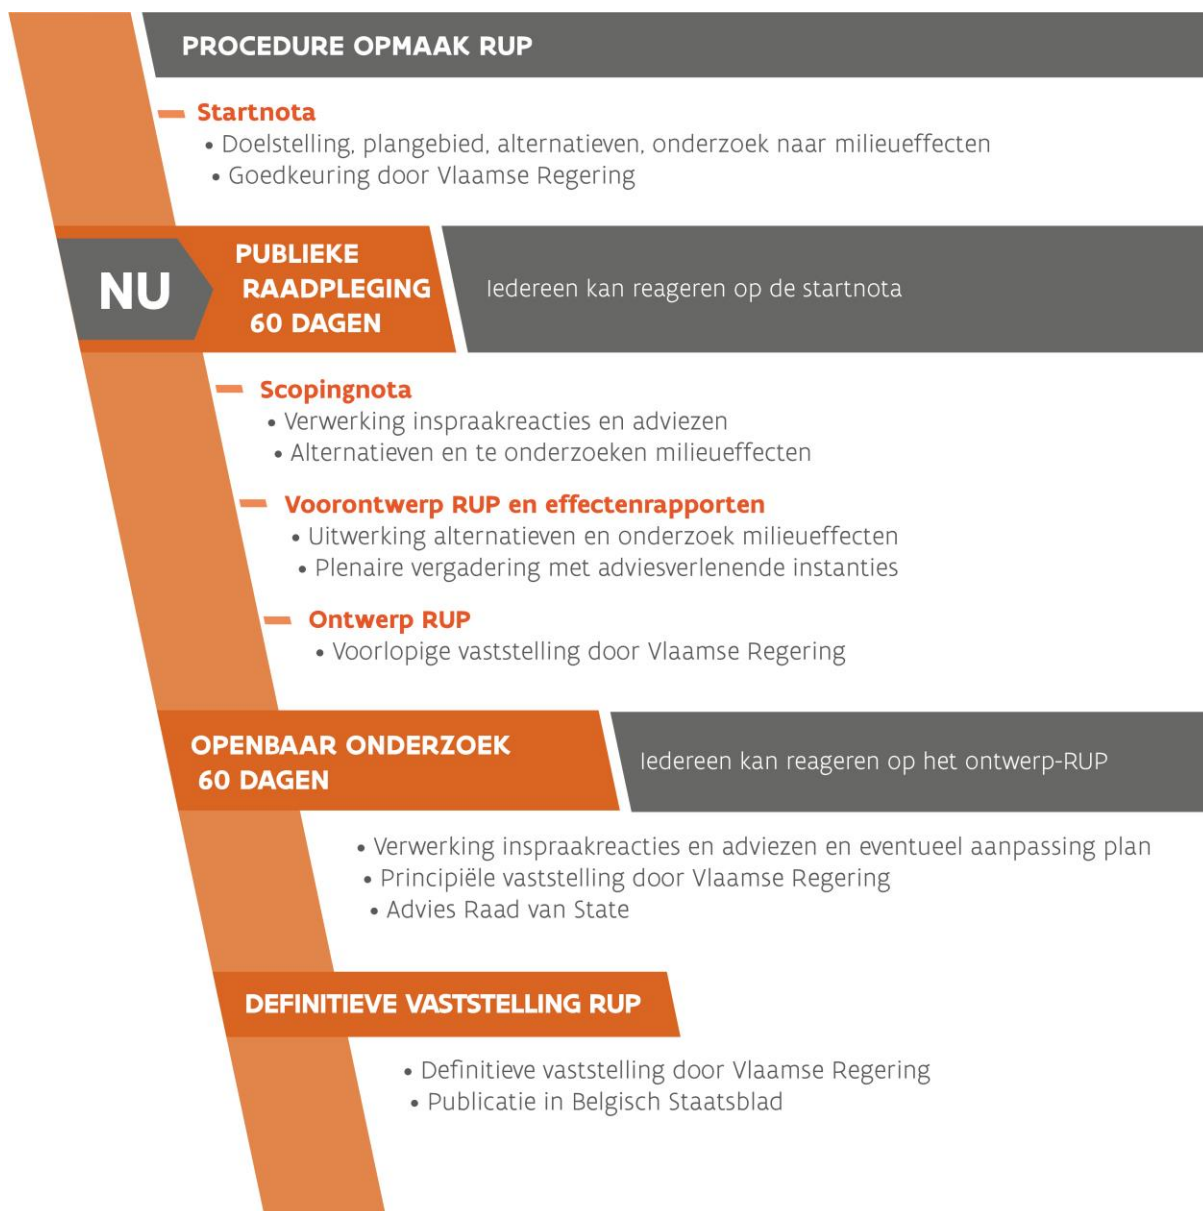 PROCEDURE OPMAAK RUP
Startnota
• Doelstelling, plangebied, alternatieven, onderzoek naar milieueffecten
• Goedkeuring door Vlaamse Regering
NU
PUBLIEKE
RAADPLEGING
60 DAGEN
Iedereen kan reageren op de startnota
Scopingnota
• Verwerking inspraakreacties en adviezen
• Alternatieven en te onderzoeken milieueffecten
Voorontwerp RUP en effectenrapporten
• Uitwerking alternatieven en onderzoek milieueffecten
• Plenaire vergadering met adviesverlenende instanties
Ontwerp RUP
• Voorlopige vaststelling door Vlaamse Regering
OPENBAAR ONDERZOEK
60 DAGEN
Iedereen kan reageren op het ontwerp-RUP
• Verwerking inspraakreacties en adviezen en eventueel aanpassing plan
• Principiële vaststelling door Vlaamse Regering
• Advies Raad van State
DEFINITIEVE VASTSTELLING RUP
• Definitieve vaststelling door Vlaamse Regering
• Publicatie in Belgisch Staatsblad